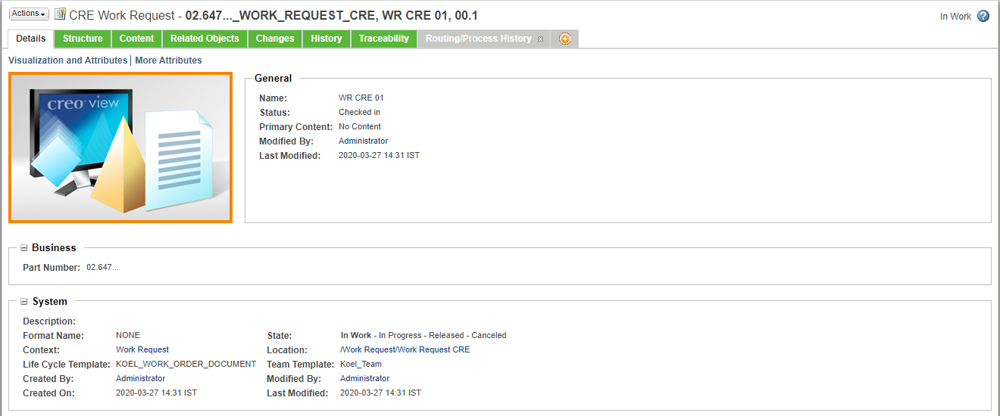 Actions CRE Work Request - 02.647..._WORK_REQUEST_CRE, WR CRE 01, 00.1 In Work ?
Details Structure Content Related Objects Changes History Traceability Routing/Process History x
Visualization and Attributes | More Attributes
creo view
General
Name: WR CRE 01
Status: Checked in
Primary Content: No Content
Modified By: Administrator
Last Modified: 2020-03-27 14:31 IST
Business
Part Number: 02.647...
System
Description:
Format Name: NONE State: In Work - In Progress - Released - Canceled
Context: Work Request Location: /Work Request/Work Request CRE
Life Cycle Template: KOEL_WORK_ORDER_DOCUMENT Team Template: Koel_Team
Created By: Administrator Modified By: Administrator
Created On: 2020-03-27 14:31 IST Last Modified: 2020-03-27 14:31 IST